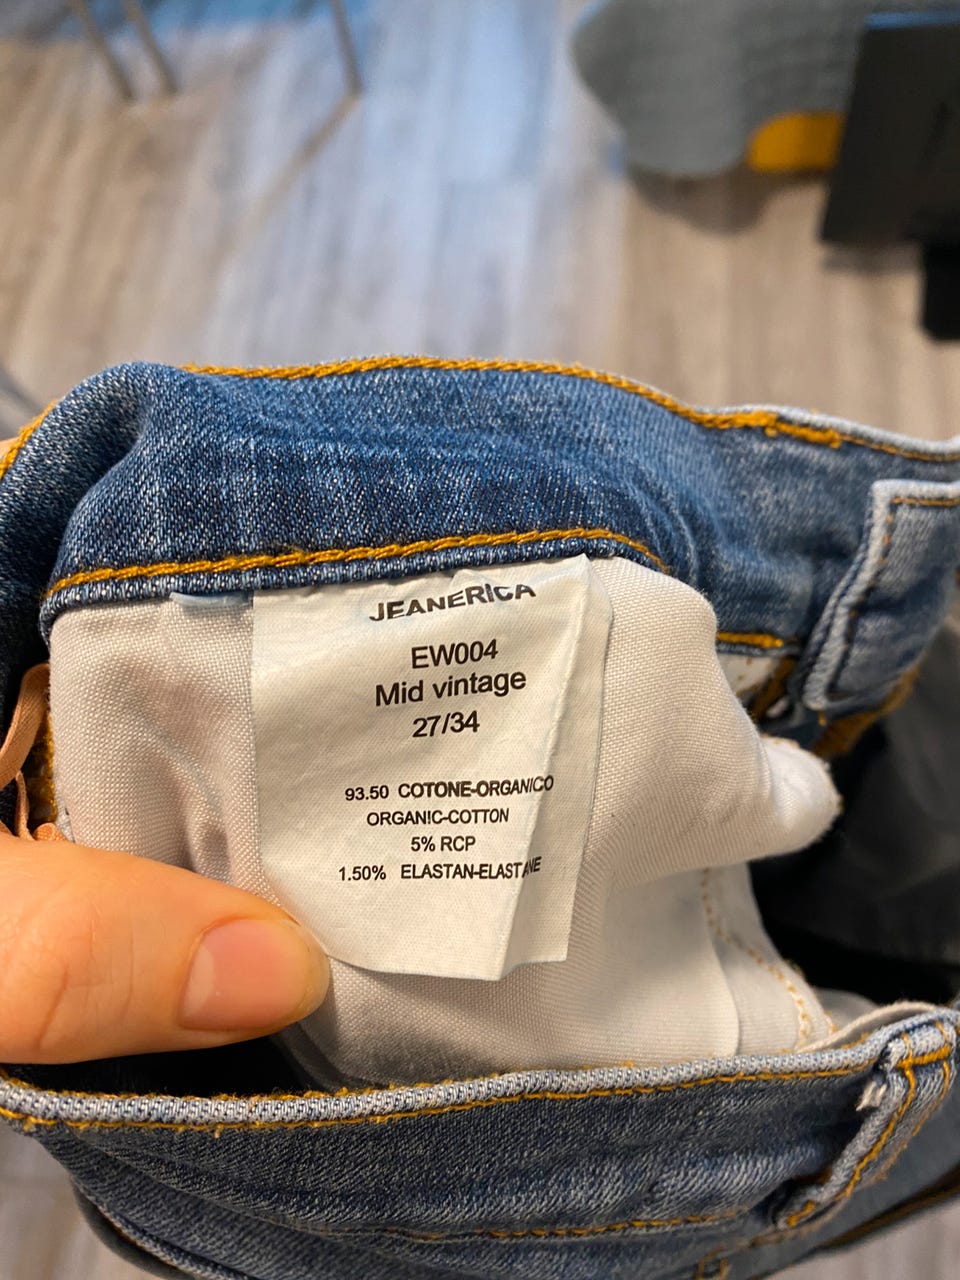 JEANERICA
EW004
Mid vintage
27/34
93.50 COTONE-ORGANICO
ORGANIC-COTTON
5% RCP
1.50% ELASTAN-ELASTANE